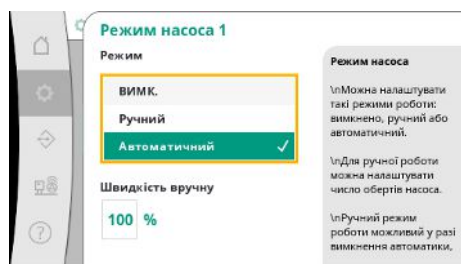 Режим насоса 1
Режим
ВИМК.
Ручний
Автоматичний
Швидкість вручну
100 %
Режим насоса
\nМожна налаштувати
такі режими роботи:
вимкнено, ручний або
автоматичний.
\nДля ручної роботи
можна налаштувати
число обертів насоса.
\nРучний режим
роботи можливий у разі
вимкнення автоматики,